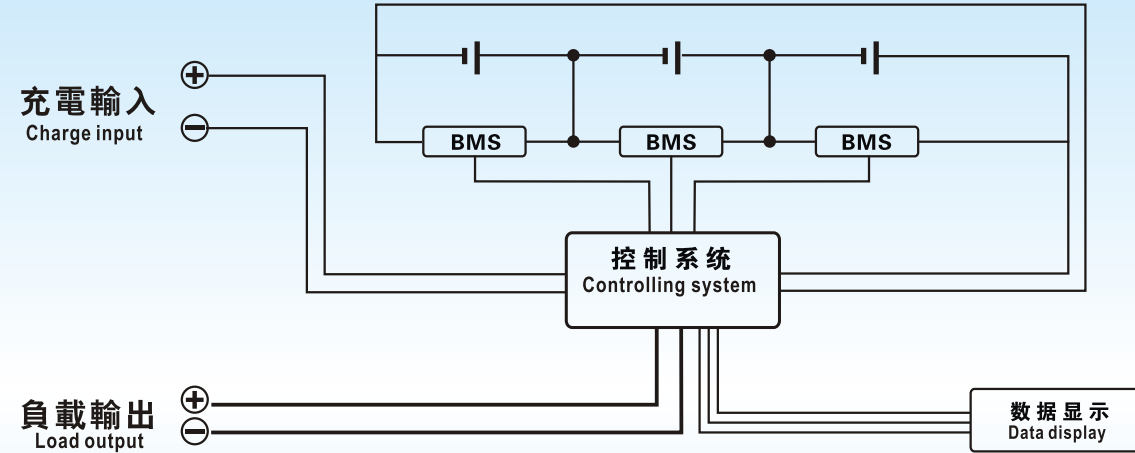 充電輸入
Charge input
BMS
BMS
BMS
控制系统
Controlling system
負載輸出
Load output
数据显示
Data display